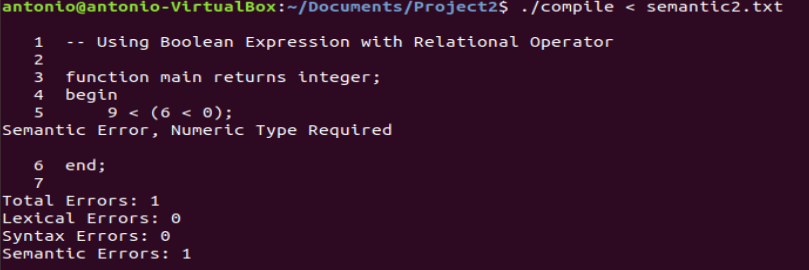 antonio@antonio-VirtualBox:~/Documents/Project2$ ./compile < semantic2.txt
1 -- Using Boolean Expression with Relational Operator
2
3 function main returns integer;
4 begin
5 9 < (6 < 0);
Semantic Error, Numeric Type Required
6 end;
7
Total Errors: 1
Lexical Errors: 0
Syntax Errors: 0
Semantic Errors: 1